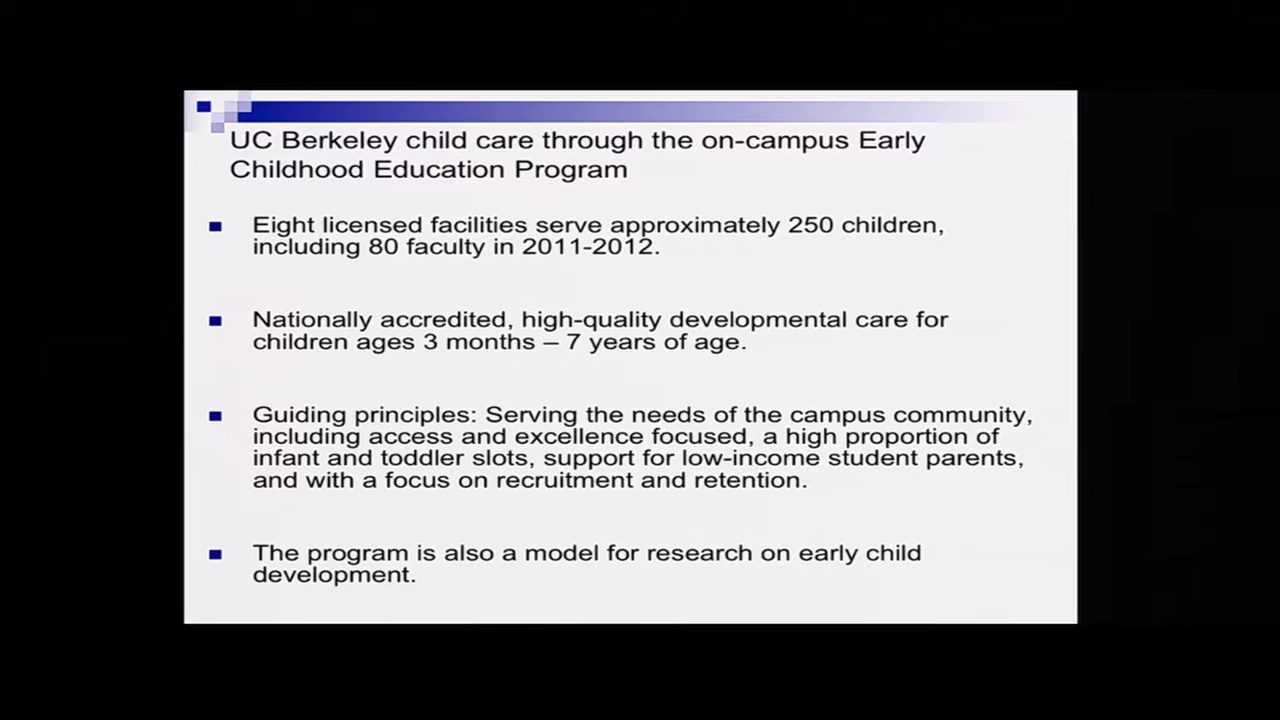 UC Berkeley child care through the on-campus Early
Childhood Education Program
Eight licensed facilities serve approximately 250 children,
including 80 faculty in 2011-2012.
Nationally accredited, high-quality developmental care for
children ages 3 months – 7 years of age.
Guiding principles: Serving the needs of the campus community,
including access and excellence focused, a high proportion of
infant and toddler slots, support for low-income student parents,
and with a focus on recruitment and retention.
The program is also a model for research on early child
development.